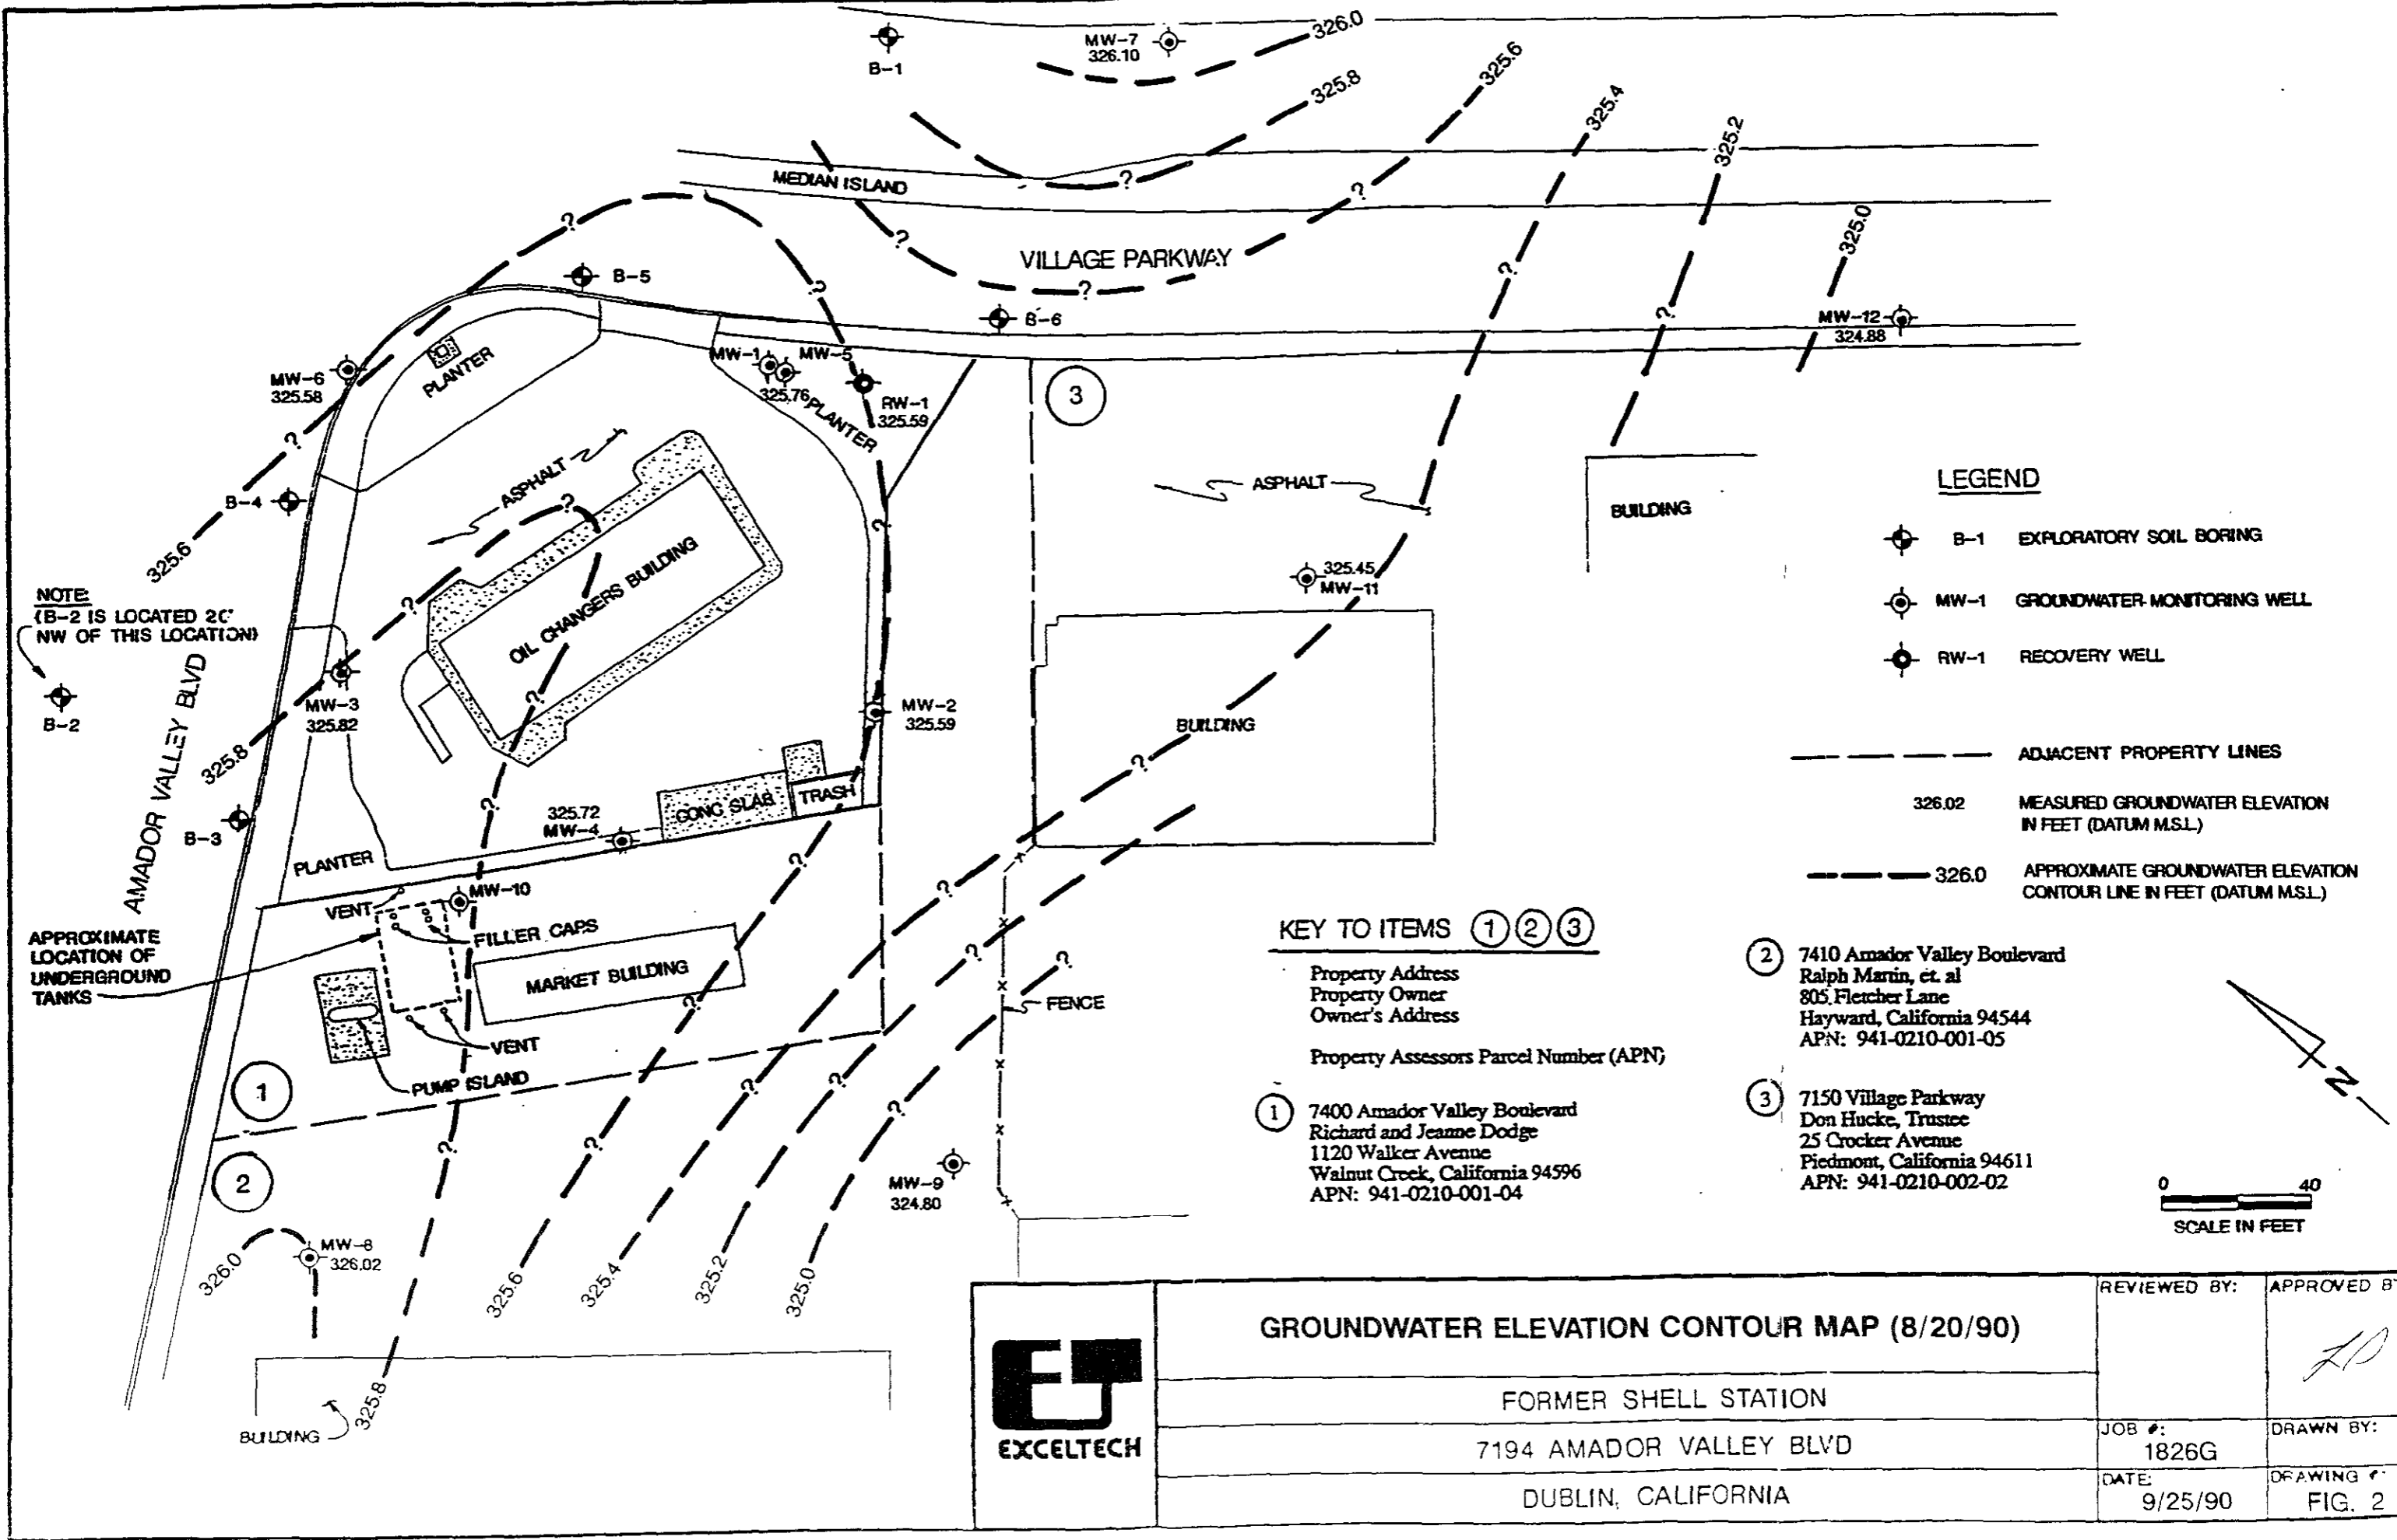 326.0
MW-7
326.10
B-1
325.8
325.6
325.4
325.2
325.0
MEDIAN ISLAND
VILLAGE PARKWAY
?
?
?
?
?
?
?
?
?
B-5
B-6
MW-12
324.88
MW-6
325.58
PLANTER
MW-1
MW-5
325.76
PLANTER
RW-1
325.59
3
?
ASPHALT
?
ASPHALT
B-4
?
BUILDING
325.6
325.45
MW-11
OIL CHANGERS BUILDING
?
NOTE:
(B-2 IS LOCATED 20'
NW OF THIS LOCATION)
B-2
AMADOR VALLEY BLVD
MW-3
325.82
?
MW-2
325.59
BUILDING
325.8
?
B-3
?
325.72
MW-4
CONC SLAB
TRASH
PLANTER
?
?
VENT
MW-10
FILLER CAPS
APPROXIMATE
LOCATION OF
UNDERGROUND
TANKS
MARKET BUILDING
?
?
?
FENCE
VENT
PUMP ISLAND
1
?
?
?
?
?
2
MW-9
324.80
MW-8
326.02
326.0
325.6
325.4
325.2
325.0
325.8
BUILDING
LEGEND
B-1 EXPLORATORY SOIL BORING
MW-1 GROUNDWATER MONITORING WELL
RW-1 RECOVERY WELL
ADJACENT PROPERTY LINES
326.02 MEASURED GROUNDWATER ELEVATION
IN FEET (DATUM M.S.L.)
326.0 APPROXIMATE GROUNDWATER ELEVATION
CONTOUR LINE IN FEET (DATUM M.S.L.)
KEY TO ITEMS 1 2 3
Property Address
Property Owner
Owner's Address
Property Assessors Parcel Number (APN)
1 7400 Amador Valley Boulevard
Richard and Jeanne Dodge
1120 Walker Avenue
Walnut Creek, California 94596
APN: 941-0210-001-04
2 7410 Amador Valley Boulevard
Ralph Martin, et. al
805 Fletcher Lane
Hayward, California 94544
APN: 941-0210-001-05
3 7150 Village Parkway
Don Hucke, Trustee
25 Crocker Avenue
Piedmont, California 94611
APN: 941-0210-002-02
N
0 40
SCALE IN FEET
EXCELTECH
GROUNDWATER ELEVATION CONTOUR MAP (8/20/90)
FORMER SHELL STATION
7194 AMADOR VALLEY BLVD
DUBLIN, CALIFORNIA
REVIEWED BY:
APPROVED B
JOB #:
1826G
DRAWN BY:
DATE:
9/25/90
DRAWING #:
FIG. 2